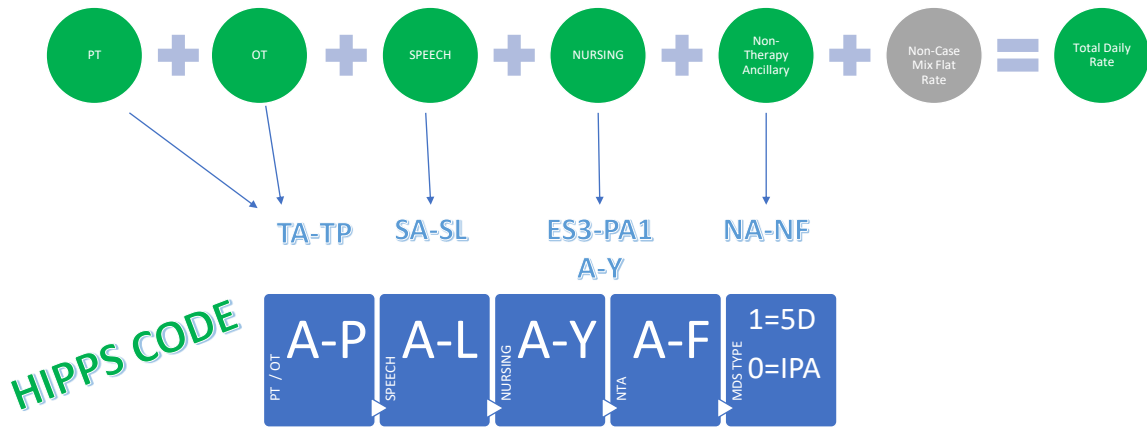 PT
OT
SPEECH
NURSING
Non-
Therapy
Ancillary
Non-Case
Mix Flat
Rate
Total Daily
Rate
TA-TP
SA-SL
ES3-PA1
A-Y
NA-NF
HIPPS CODE
PT / OT
A-P
SPEECH
A-L
NURSING
A-Y
NTA
A-F
MDS TYPE
1=5D
0=IPA